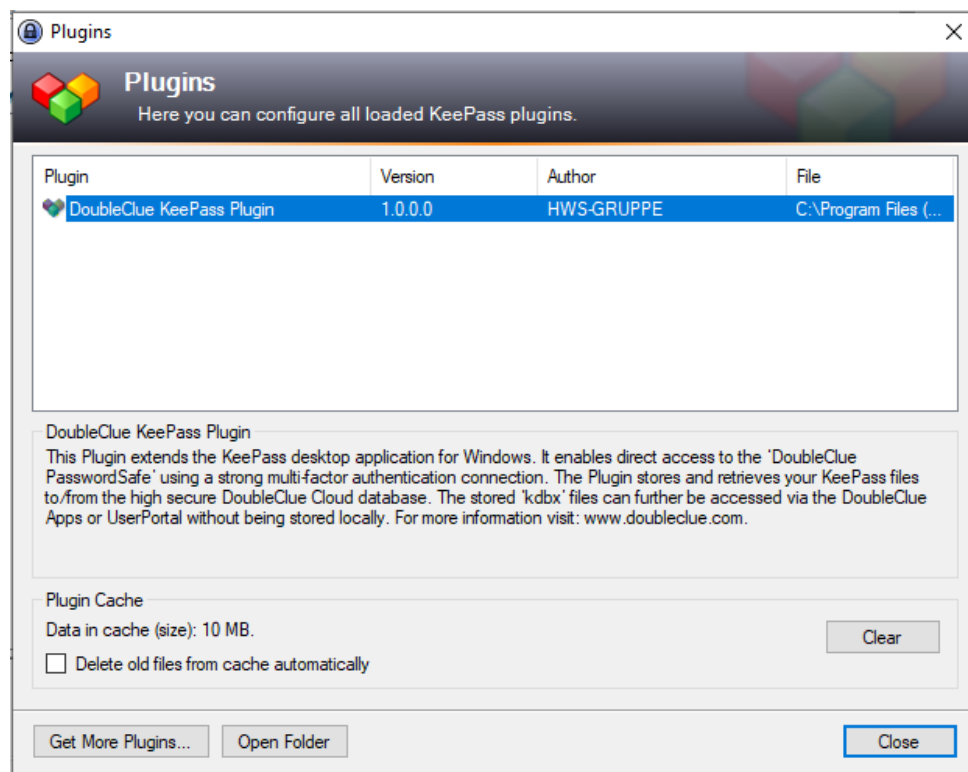 Plugins
Plugins
Here you can configure all loaded KeePass plugins.
Plugin Version Author File
DoubleClue KeePass Plugin 1.0.0.0 HWS-GRUPPE C:\Program Files (...
DoubleClue KeePass Plugin
This Plugin extends the KeePass desktop application for Windows. It enables direct access to the 'DoubleClue
PasswordSafe' using a strong multi-factor authentication connection. The Plugin stores and retrieves your KeePass files
to/from the high secure DoubleClue Cloud database. The stored 'kdbx' files can further be accessed via the DoubleClue
Apps or UserPortal without being stored locally. For more information visit: www.doubleclue.com.
Plugin Cache
Data in cache (size): 10 MB.
Clear
Delete old files from cache automatically
Get More Plugins... Open Folder Close